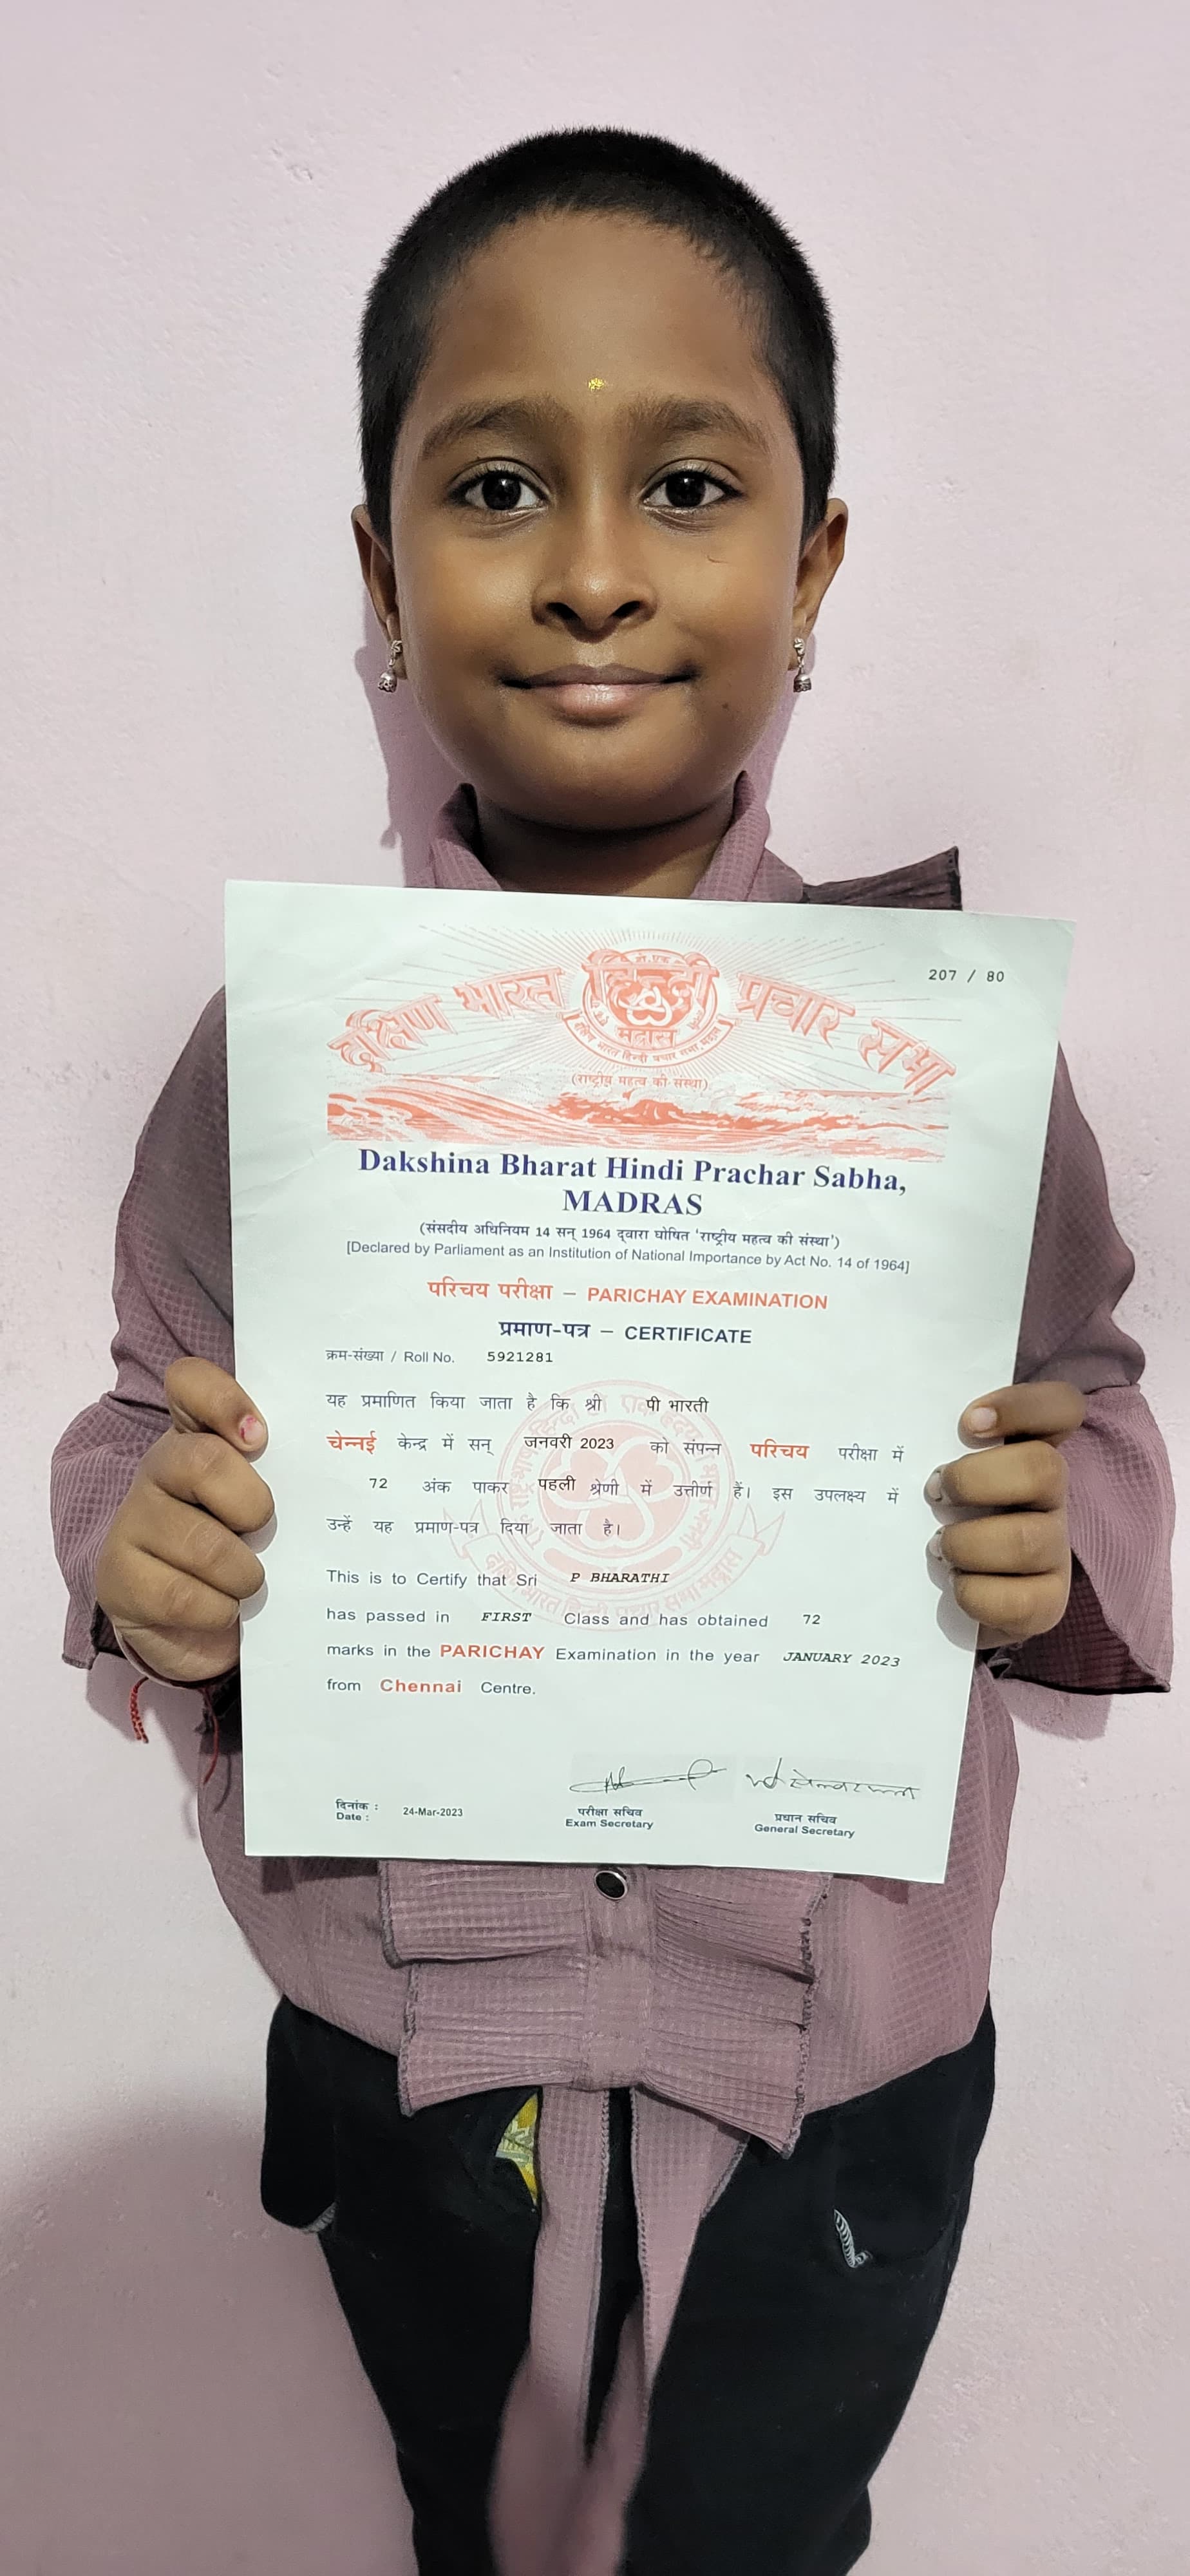 207 / 80
दक्षिण भारत हिन्दी प्रचार सभा
मद्रास
(राष्ट्रीय महत्व की संस्था)
Dakshina Bharat Hindi Prachar Sabha,
MADRAS
(संसदीय अधिनियम 14 सन् 1964 द्वारा घोषित 'राष्ट्रीय महत्व की संस्था')
[Declared by Parliament as an Institution of National Importance by Act No. 14 of 1964]
परिचय परीक्षा – PARICHAY EXAMINATION
प्रमाण-पत्र – CERTIFICATE
क्रम-संख्या / Roll No. 5921281
यह प्रमाणित किया जाता है कि श्री पी भारती
चेन्नई केन्द्र में सन् जनवरी 2023 को संपन्न परिचय परीक्षा में
72 अंक पाकर पहली श्रेणी में उत्तीर्ण हैं। इस उपलक्ष्य में
उन्हें यह प्रमाण-पत्र दिया जाता है।
This is to Certify that Sri P BHARATHI
has passed in FIRST Class and has obtained 72
marks in the PARICHAY Examination in the year JANUARY 2023
from Chennai Centre.
दिनांक :
Date : 24-Mar-2023
परीक्षा सचिव
Exam Secretary
प्रधान सचिव
General Secretary